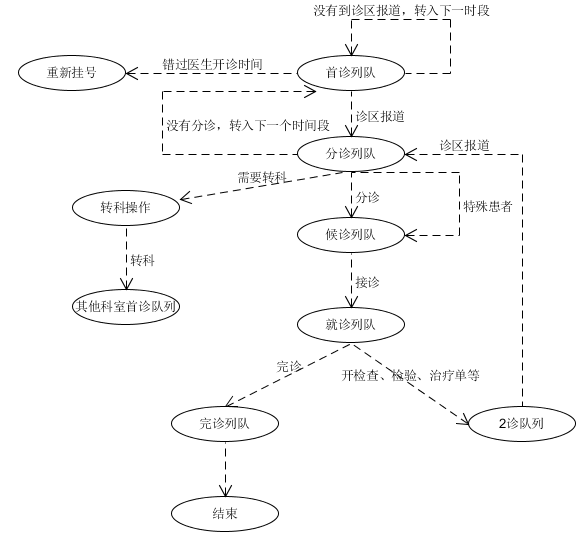 没有到诊区报道，转入下一时段
错过医生开诊时间
重新挂号
首诊列队
诊区报道
没有分诊，转入下一个时间段
诊区报道
分诊列队
需要转科
分诊
特殊患者
转科操作
候诊列队
转科
接诊
其他科室首诊队列
就诊列队
完诊
开检查、检验、治疗单等
完诊列队
2诊队列
结束